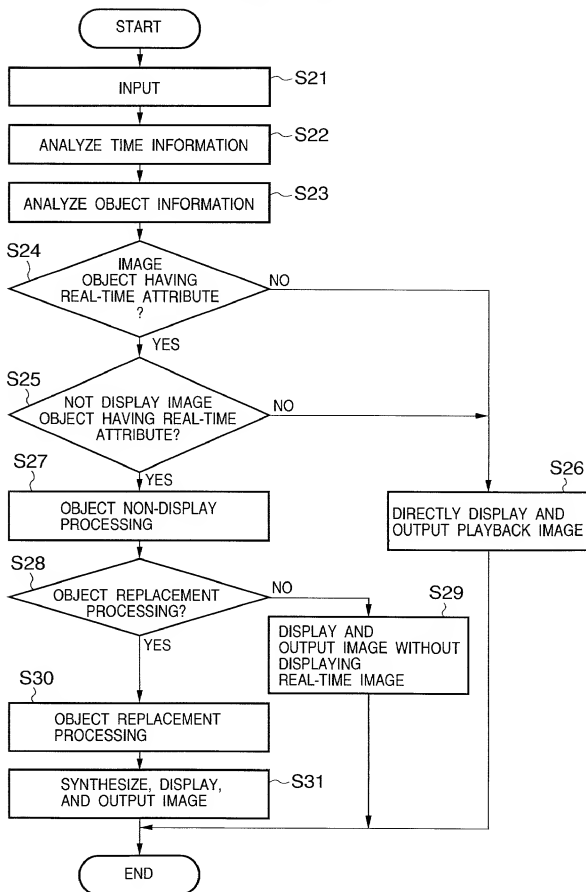 START
INPUT
S21
ANALYZE TIME INFORMATION
S22
ANALYZE OBJECT INFORMATION
S23
S24
IMAGE
OBJECT HAVING
REAL-TIME ATTRIBUTE
?
NO
YES
S25
NOT DISPLAY IMAGE
OBJECT HAVING REAL-TIME
ATTRIBUTE?
NO
YES
S27
OBJECT NON-DISPLAY
PROCESSING
S26
DIRECTLY DISPLAY AND
OUTPUT PLAYBACK IMAGE
S28
OBJECT REPLACEMENT
PROCESSING?
NO
YES
S29
DISPLAY AND
OUTPUT IMAGE WITHOUT
DISPLAYING
REAL-TIME IMAGE
S30
OBJECT REPLACEMENT
PROCESSING
SYNTHESIZE, DISPLAY,
AND OUTPUT IMAGE
S31
END